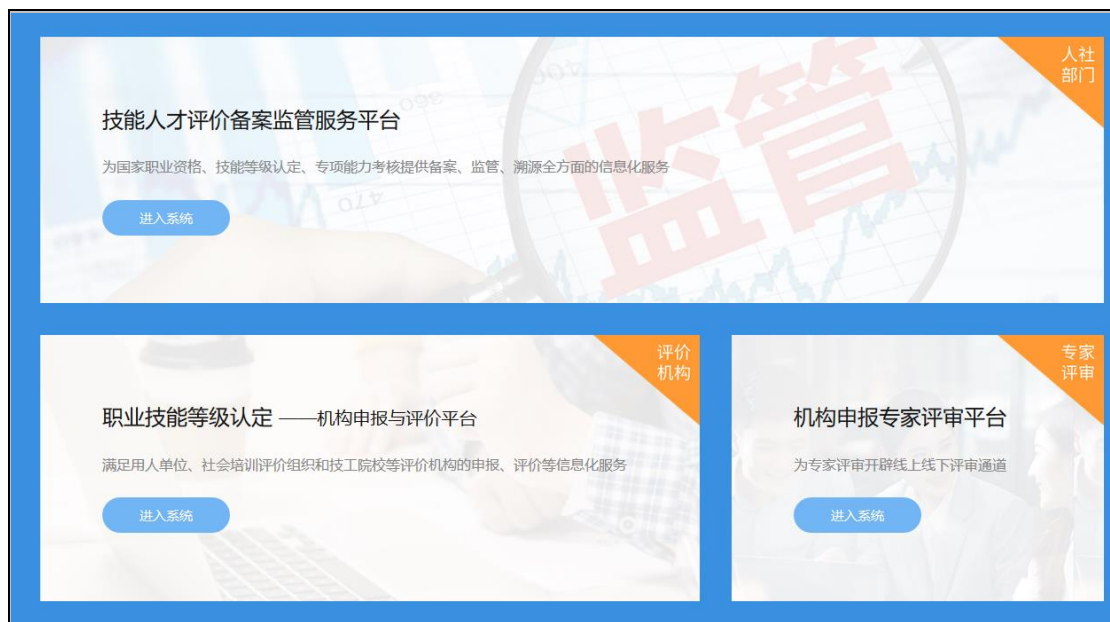 人社
部门
技能人才评价备案监管服务平台
为国家职业资格、技能等级认定、专项能力考核提供备案、监管、溯源全方面的信息化服务
进入系统
监管
评价
机构
职业技能等级认定 ——机构申报与评价平台
满足用人单位、社会培训评价组织和技工院校等评价机构的申报、评价等信息化服务
进入系统
专家
评审
机构申报专家评审平台
为专家评审开辟线上线下评审通道
进入系统